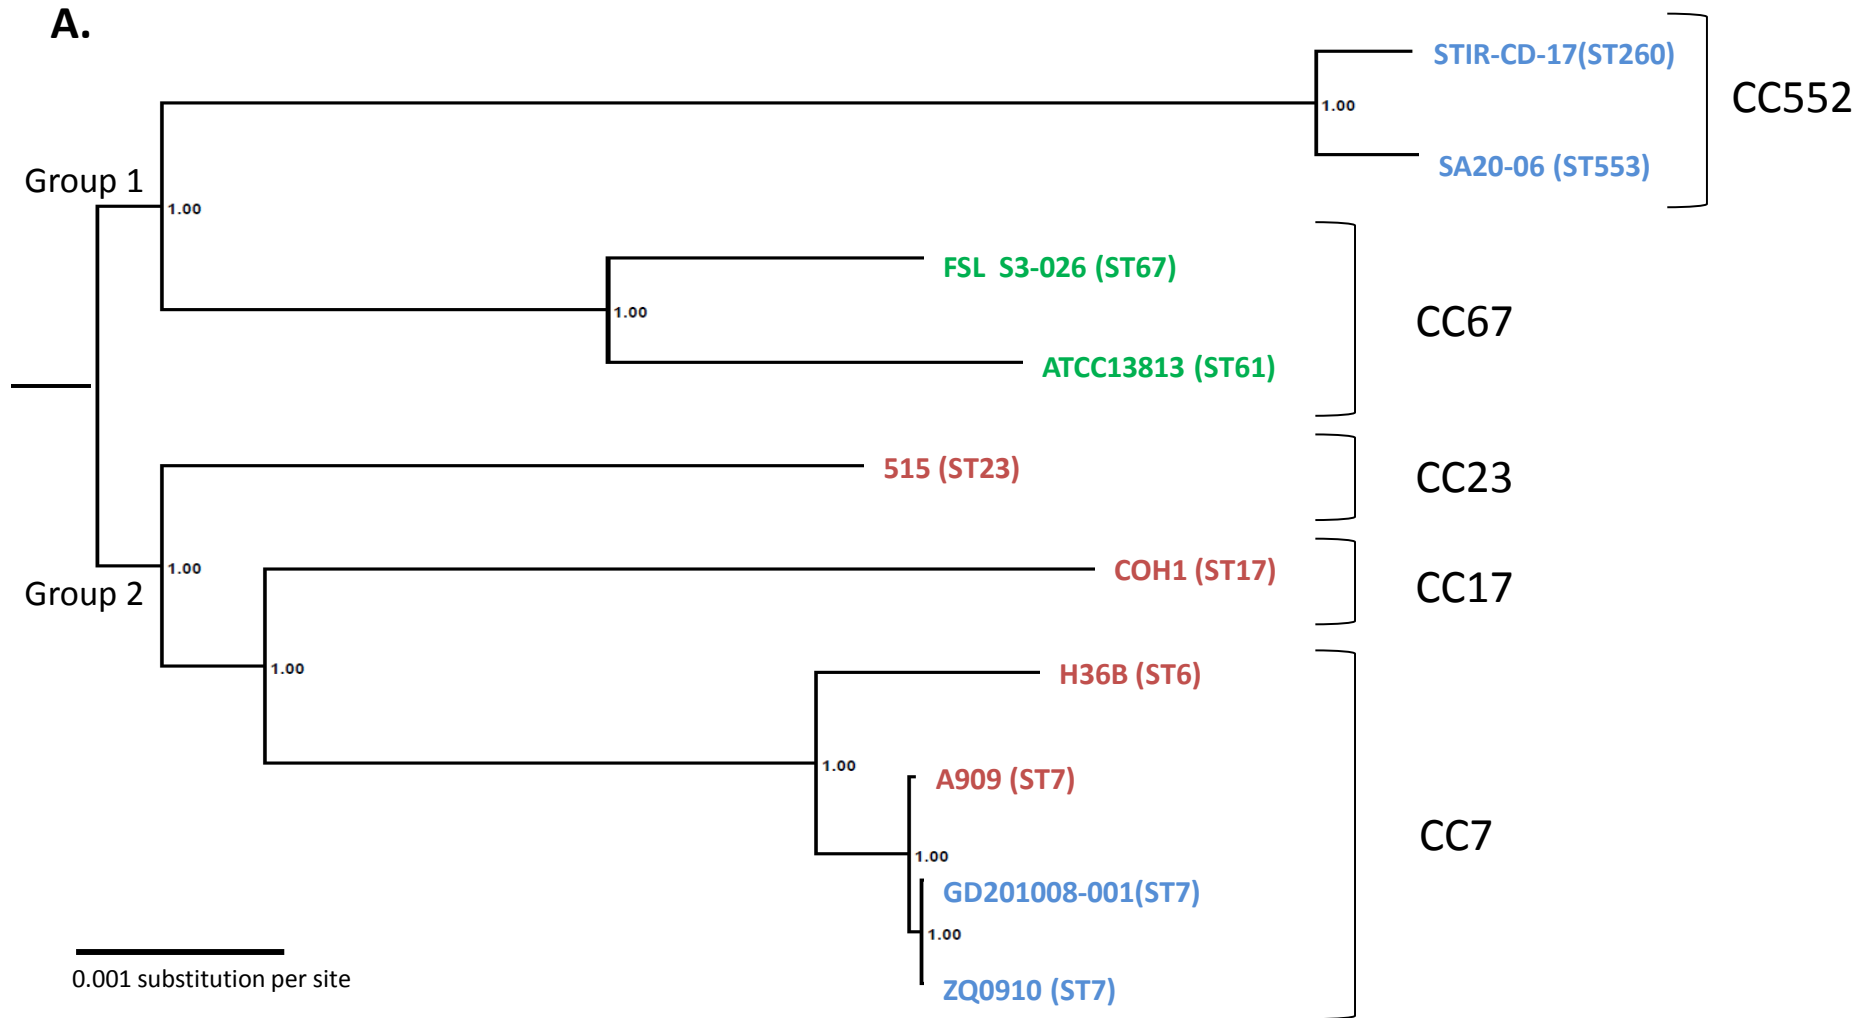 A.
STIR-CD-17(ST260)
CC552
1.00
SA20-06 (ST553)
Group 1
1.00
FSL  S3-026 (ST67)
1.00
CC67
ATCC13813 (ST61)
515 (ST23)
CC23
1.00
Group 2
COH1 (ST17)
CC17
1.00
H36B (ST6)
1.00
A909 (ST7)
CC7
1.00
GD201008-001(ST7)
1.00
ZQ0910 (ST7)
0.001 substitution per site